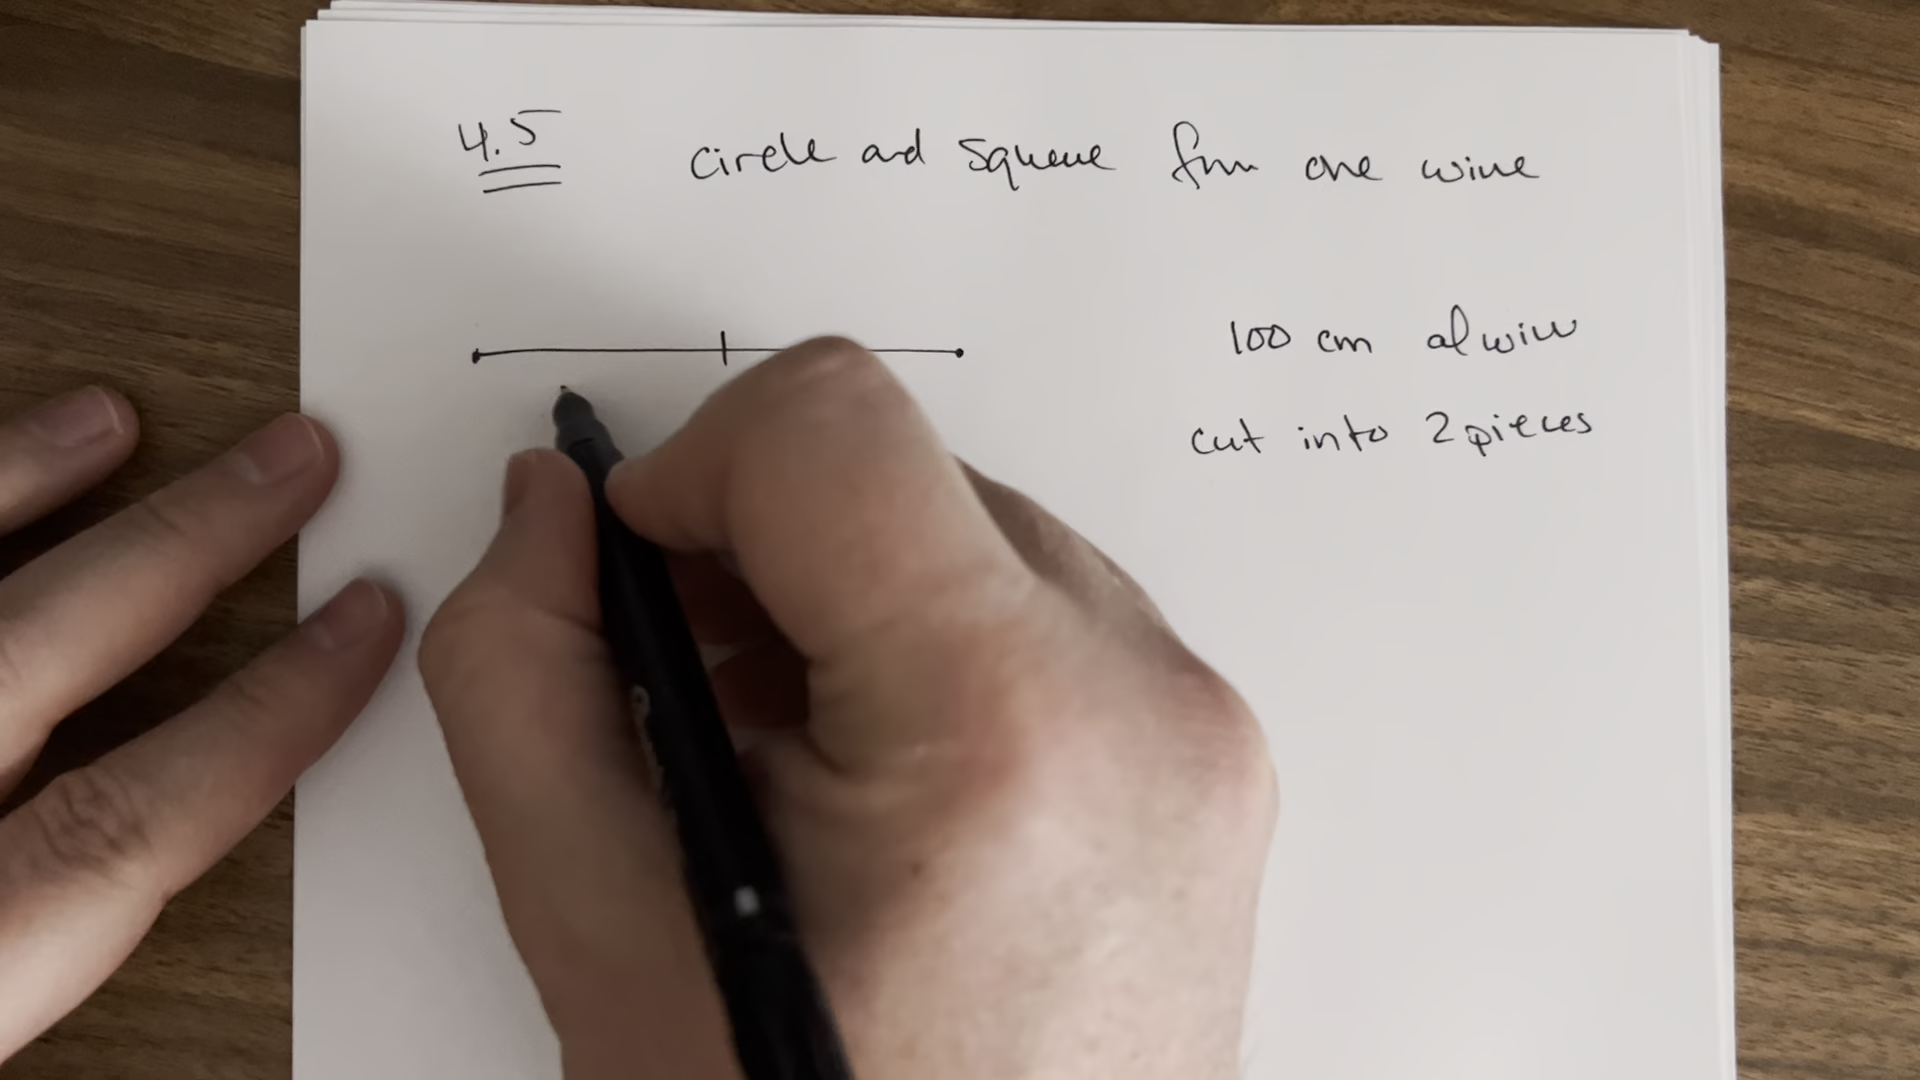 4.5
circle and square from one wire
100 cm of wire
cut into 2 pieces